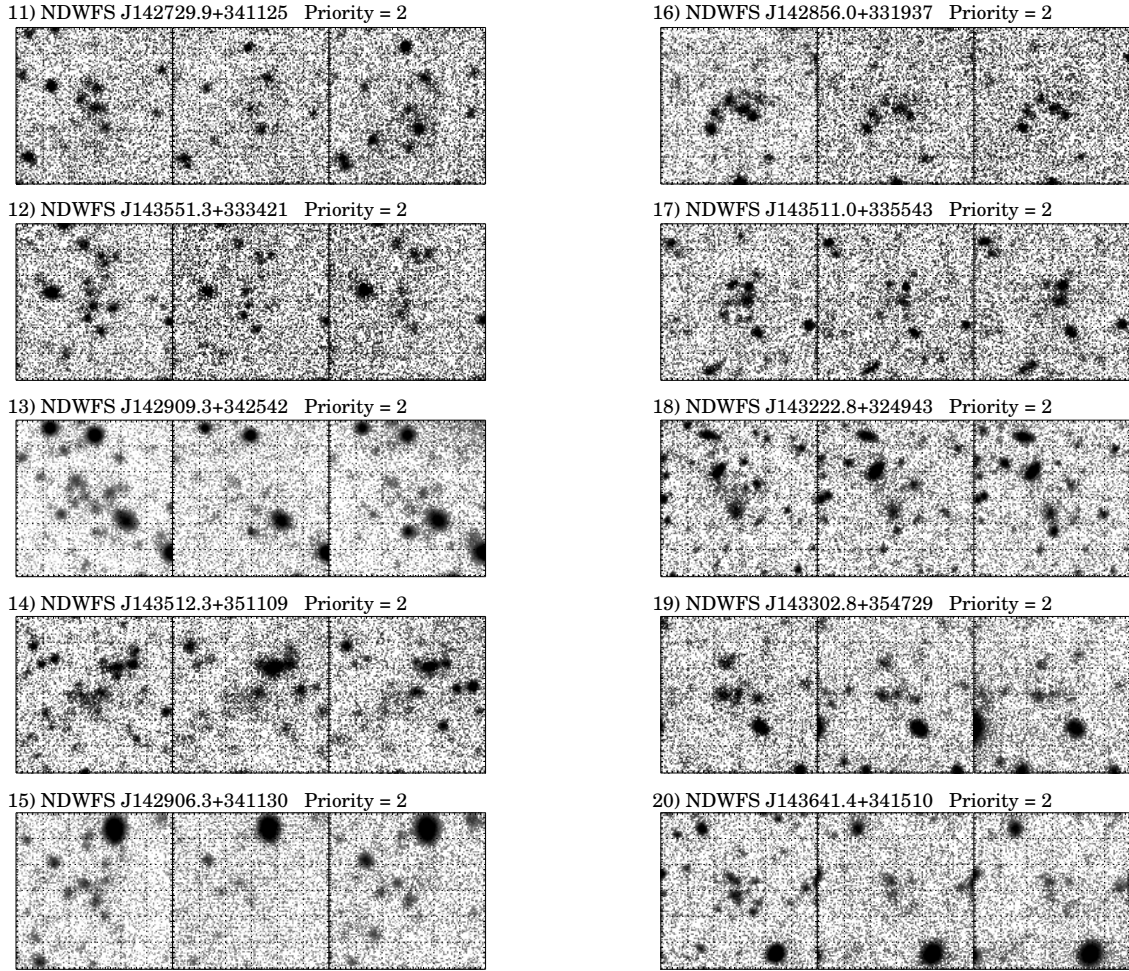 11) NDWFS J142729.9+341125 Priority = 2
12) NDWFS J143551.3+333421 Priority = 2
13) NDWFS J142909.3+342542 Priority = 2
14) NDWFS J143512.3+351109 Priority = 2
15) NDWFS J142906.3+341130 Priority = 2
16) NDWFS J142856.0+331937 Priority = 2
17) NDWFS J143511.0+335543 Priority = 2
18) NDWFS J143222.8+324943 Priority = 2
19) NDWFS J143302.8+354729 Priority = 2
20) NDWFS J143641.4+341510 Priority = 2